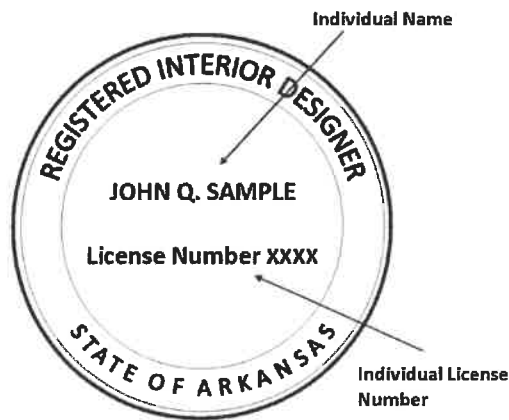 Individual Name
REGISTERED INTERIOR DESIGNER
JOHN Q. SAMPLE
License Number XXXX
STATE OF ARKANSAS
Individual License
Number